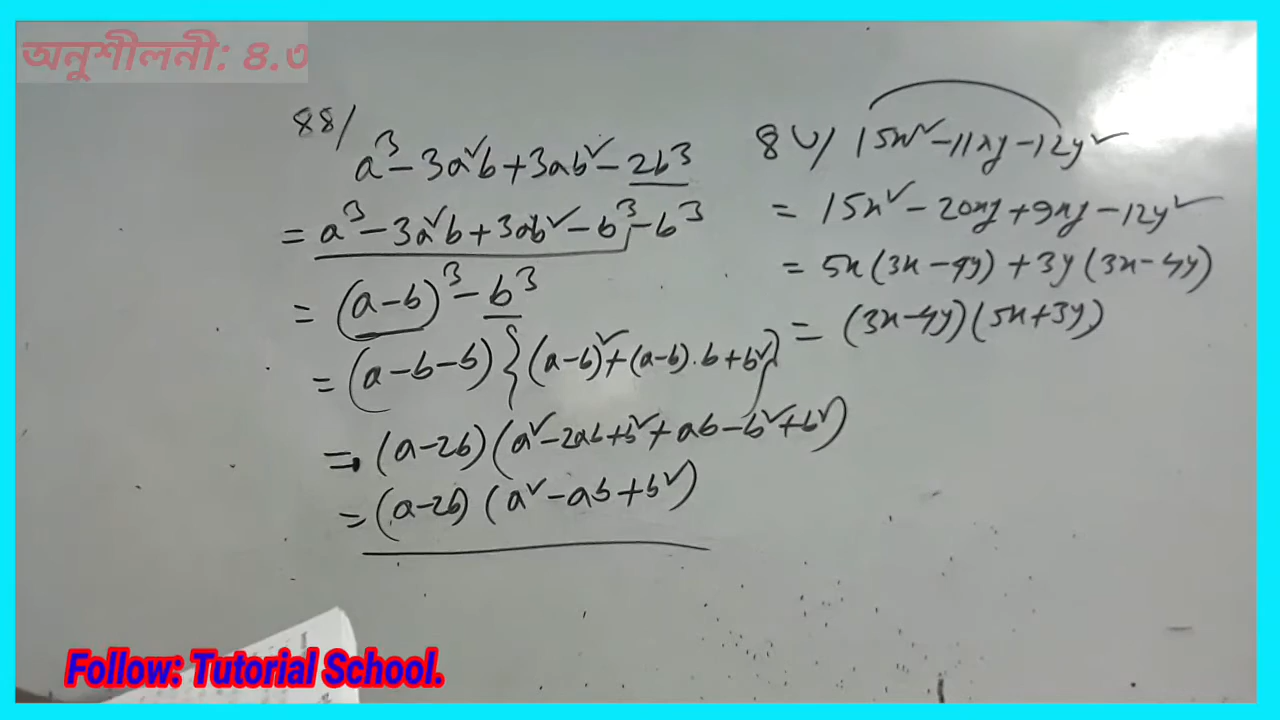 অনুশীলনী: ৪.৩
৪৪/
a³ - 3a²b + 3ab² - 2b³
= a³ - 3a²b + 3ab² - b³ - b³
= (a-b)³ - b³
= (a-b-b) {(a-b)² + (a-b).b + b²}
= (a-2b) (a² - 2ab + b² + ab - b² + b²)
= (a-2b) (a² - ab + b²)
15x² - 11xy - 12y²
= 15x² - 20xy + 9xy - 12y²
= 5x (3x - 4y) + 3y (3x - 4y)
= (3x - 4y) (5x + 3y)
Follow: Tutorial School.